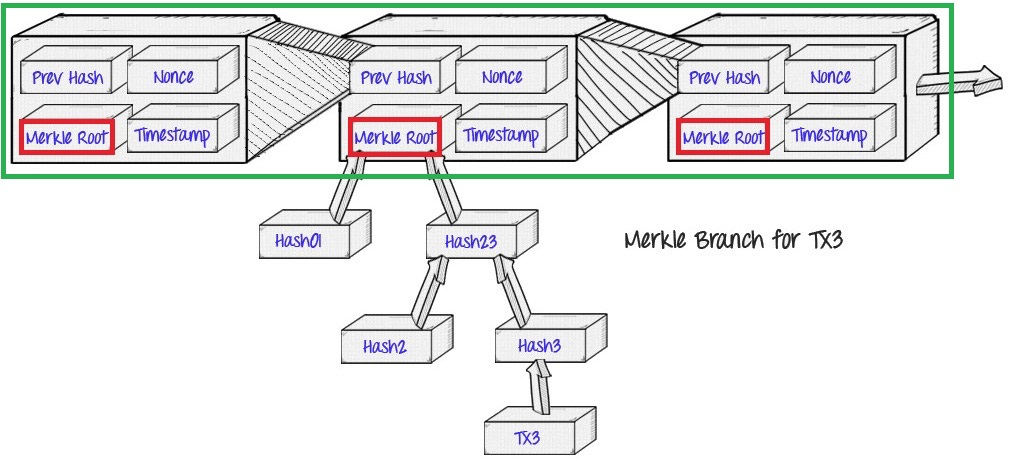 Prev Hash Nonce Prev Hash Nonce Prev Hash Nonce
Merkle Root Timestamp Merkle Root Timestamp Merkle Root Timestamp
Hash01 Hash23 Merkle Branch for TX3
Hash2 Hash3
TX3